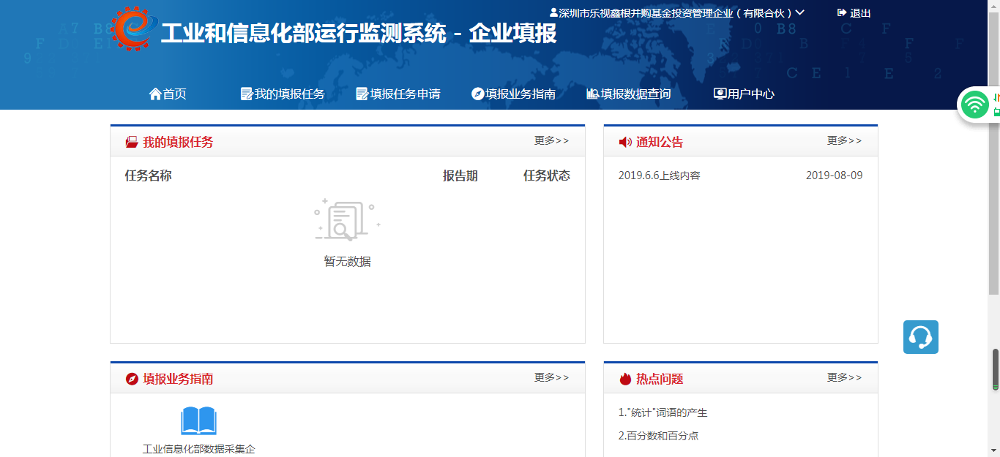 深圳市乐视鑫根并购基金投资管理企业（有限合伙）
退出
工业和信息化部运行监测系统 - 企业填报
首页
我的填报任务
填报任务申请
填报业务指南
填报数据查询
用户中心
我的填报任务
更多>>
任务名称
报告期
任务状态
暂无数据
通知公告
更多>>
2019.6.6上线内容
2019-08-09
填报业务指南
更多>>
工业信息化部数据采集企
热点问题
更多>>
1."统计"词语的产生
2.百分数和百分点